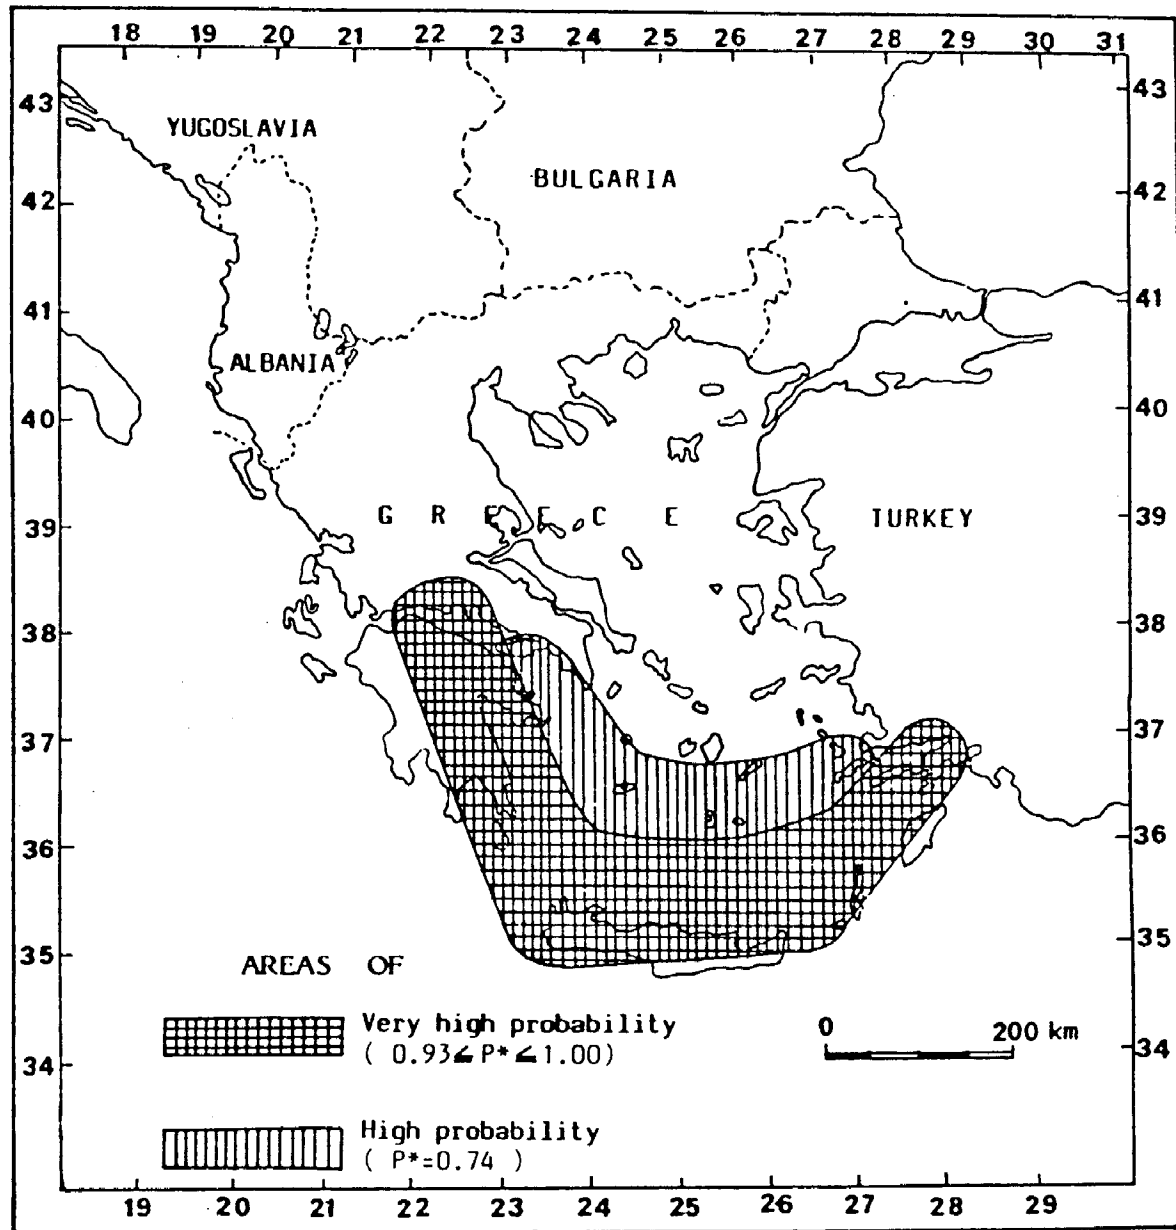 18 19 20 21 22 23 24 25 26 27 28 29 30 31
43 43
YUGOSLAVIA
BULGARIA
42 42
41 41
ALBANIA
40 40
39 G R E E C E TURKEY 39
38 38
37 37
36 36
35 35
AREAS OF
Very high probability
( 0.93≤ P* ≤1.00)
0 200 km
34 34
High probability
( P*=0.74 )
19 20 21 22 23 24 25 26 27 28 29